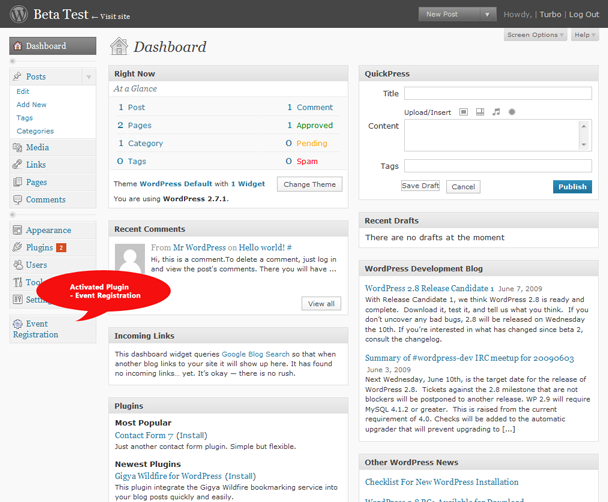 Beta Test ← Visit site
New Post
Howdy, | Turbo | Log Out
Screen Options
Help
Dashboard
Posts
Edit
Add New
Tags
Categories
Media
Links
Pages
Comments
Appearance
Plugins 2
Users
Too
Settin
Activated Plugin
- Event Registration
Event
Registration
Dashboard
Right Now
At a Glance
1 Post 1 Comment
2 Pages 1 Approved
1 Category 0 Pending
0 Tags 0 Spam
Theme WordPress Default with 1 Widget
Change Theme
You are using WordPress 2.7.1.
Recent Comments
From Mr WordPress on Hello world! #
Hi, this is a comment.To delete a comment, just log in
and view the post's comments. There you will have ...
View all
Incoming Links
This dashboard widget queries Google Blog Search so that when
another blog links to your site it will show up here. It has found
no incoming links… yet. It's okay — there is no rush.
Plugins
Most Popular
Contact Form 7 (Install)
Just another contact form plugin. Simple but flexible.
Newest Plugins
Gigya Wildfire for WordPress (Install)
This plugin integrate the Gigya Wildfire bookmarking service into
your blog posts quickly and easily.
QuickPress
Title
Upload/Insert
Content
Tags
Save Draft
Cancel
Publish
Recent Drafts
There are no drafts at the moment
WordPress Development Blog
WordPress 2.8 Release Candidate 1 June 7, 2009
With Release Candidate 1, we think WordPress 2.8 is ready and
complete. Download it, test it, and tell us what you think. If you
don't uncover any bad bugs, 2.8 will be released on Wednesday
the 10th. If you're interested in what has changed since beta 2,
consult the changelog.
Summary of #wordpress-dev IRC meetup for 20090603
June 3, 2009
Next Wednesday, June 10th, is the target date for the release of
WordPress 2.8. Tickets against the 2.8 milestone that are not
blockers will be postponed to another release. WP 2.9 will require
MySQL 4.1.2 or greater. This is raised from the current
requirement of 4.0. Checks will be added to the automatic
upgrader that will prevent upgrading to [...]
Other WordPress News
Checklist For New WordPress Installation